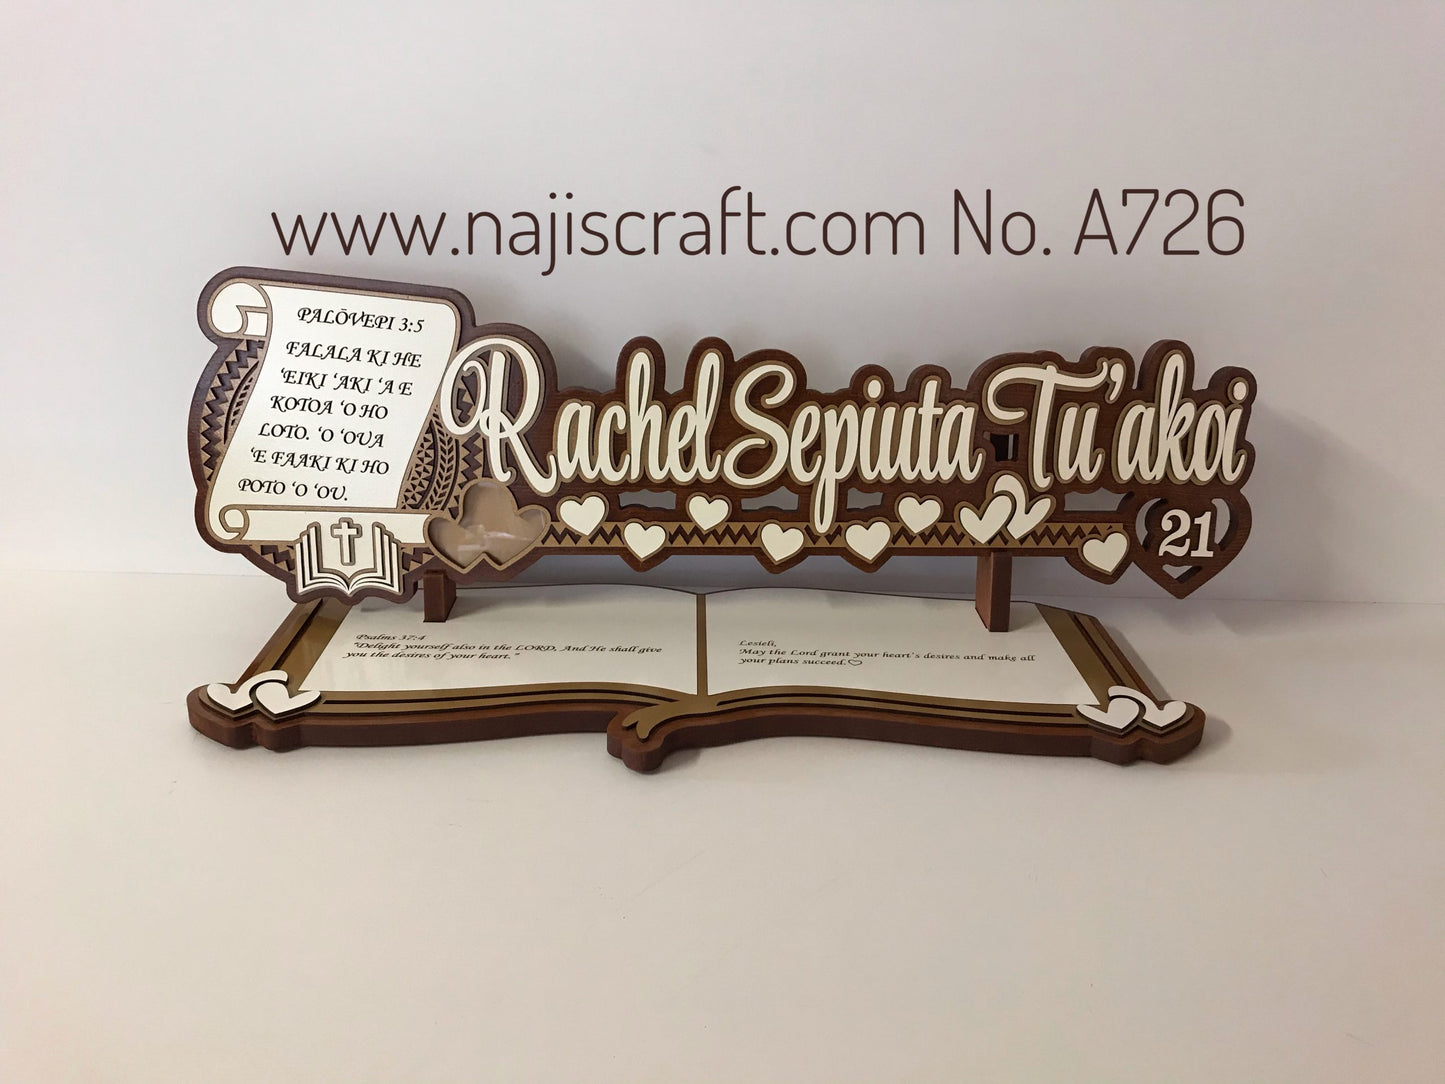 www.najiscraft.com No. A726
PALŌVEPI 3:5
FALALA KI HE
‘EIKI ‘AKI ‘A E
KOTOA ‘O HO
LOTO. ‘O ‘OUA
‘E FAAKI KI HO
POTO ‘O ‘OU.
Rachel Sepiuta Tu’akoi
21
Psalms 37:4
"Delight yourself also in the LORD, And He shall give
you the desires of your heart."
Lesieli,
May the Lord grant your heart's desires and make all
your plans succeed.♡